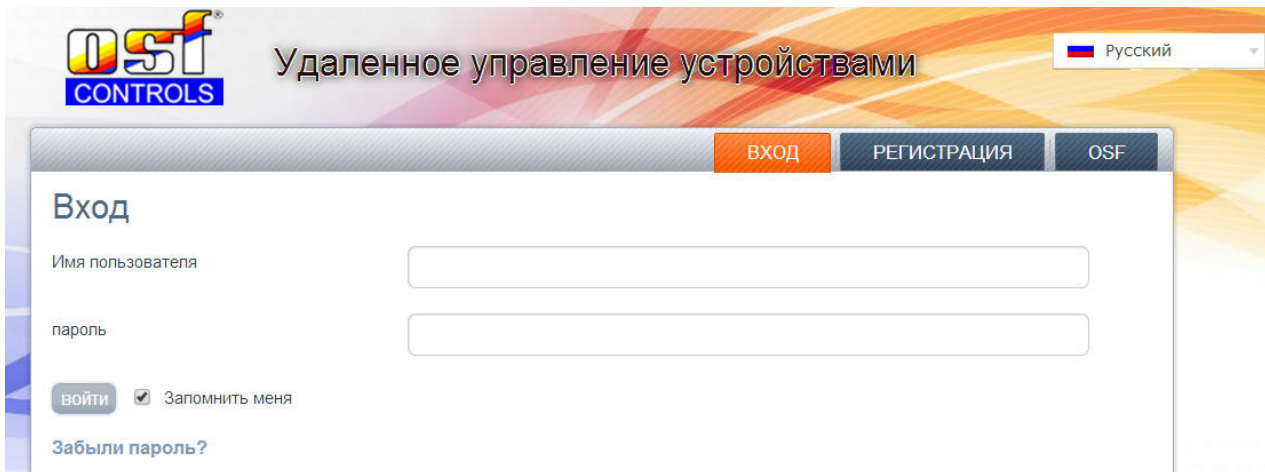 osf®
CONTROLS
Удаленное управление устройствами
Русский
ВХОД РЕГИСТРАЦИЯ OSF
Вход
Имя пользователя
пароль
войти Запомнить меня
Забыли пароль?